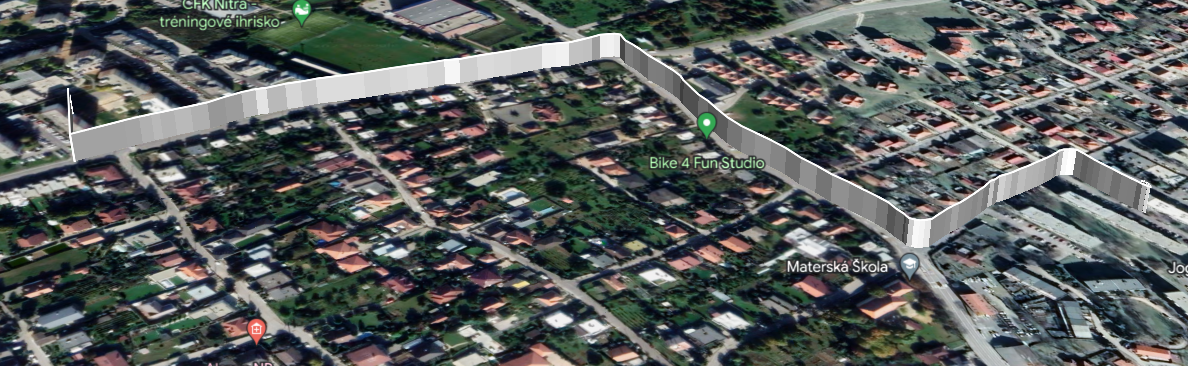 CFK Nitra
tréningové ihrisko
Bike 4 Fun Studio
Materská Škola